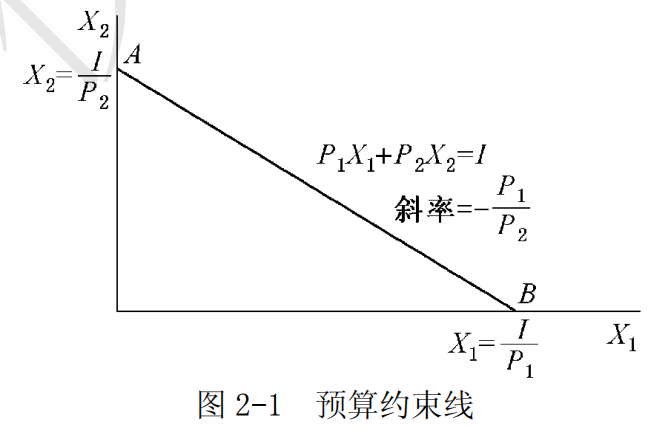 X₂
A
X₂=I/P₂
P₁X₁+P₂X₂=I
斜率=-P₁/P₂
B
X₁=I/P₁
X₁
图 2-1 预算约束线